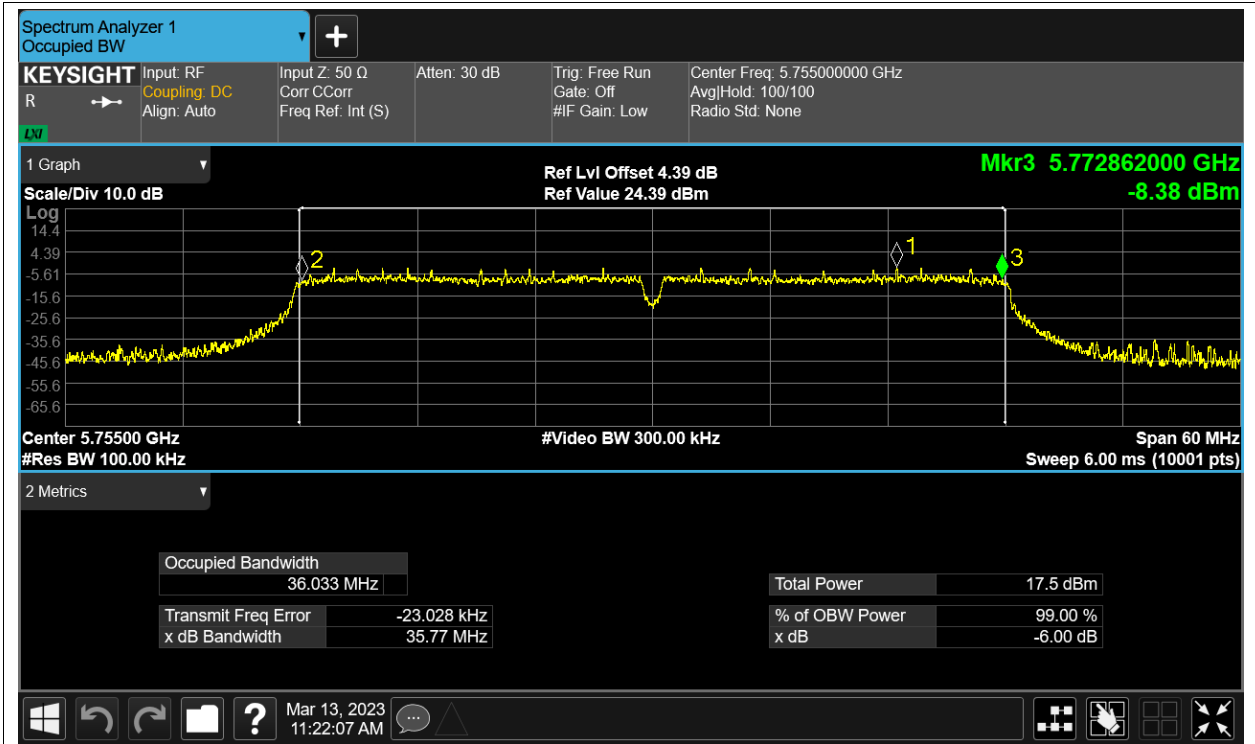 Spectrum Analyzer 1
Occupied BW
KEYSIGHT
R
LXI
Input: RF
Coupling: DC
Align: Auto
Input Z: 50 Ω
Corr CCorr
Freq Ref: Int (S)
Atten: 30 dB
Trig: Free Run
Gate: Off
#IF Gain: Low
Center Freq: 5.755000000 GHz
Avg|Hold: 100/100
Radio Std: None
1 Graph
Scale/Div 10.0 dB
Ref Lvl Offset 4.39 dB
Ref Value 24.39 dBm
Mkr3 5.772862000 GHz
-8.38 dBm
Log
14.4
4.39
-5.61
-15.6
-25.6
-35.6
-45.6
-55.6
-65.6
2
1
3
Center 5.75500 GHz
#Res BW 100.00 kHz
#Video BW 300.00 kHz
Span 60 MHz
Sweep 6.00 ms (10001 pts)
2 Metrics
Occupied Bandwidth
36.033 MHz
Transmit Freq Error -23.028 kHz
x dB Bandwidth 35.77 MHz
Total Power 17.5 dBm
% of OBW Power 99.00 %
x dB -6.00 dB
?
Mar 13, 2023
11:22:07 AM